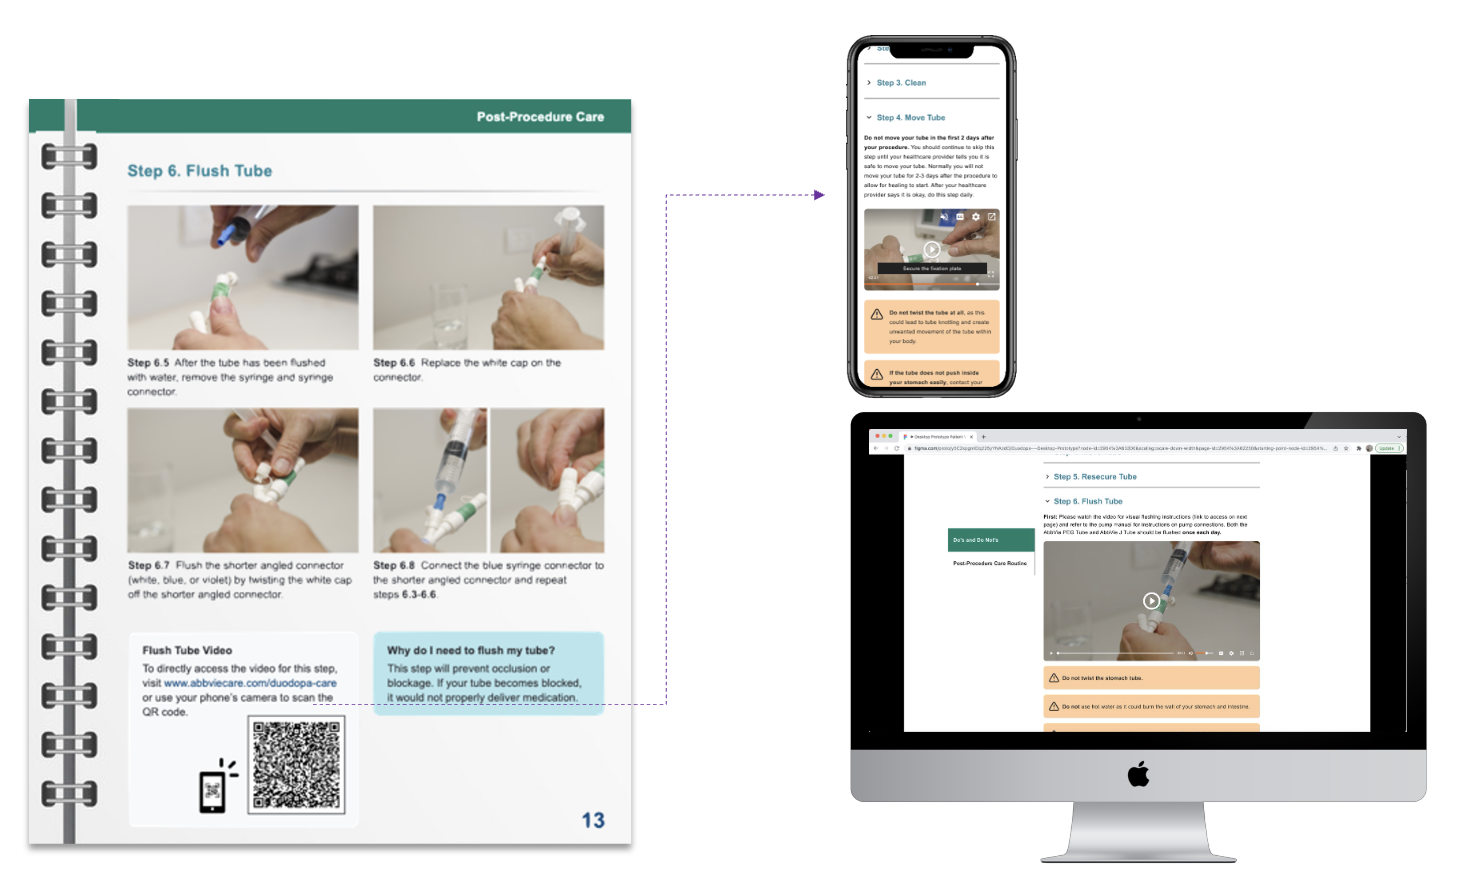 Post-Procedure Care
Step 6. Flush Tube
Step 6.5 After the tube has been flushed
with water, remove the syringe and syringe
connector.
Step 6.6 Replace the white cap on the
connector.
Step 6.7 Flush the shorter angled connector
(white, blue, or violet) by twisting the white cap
off the shorter angled connector.
Step 6.8 Connect the blue syringe connector to
the shorter angled connector and repeat
steps 6.3-6.6.
Flush Tube Video
To directly access the video for this step,
visit www.abbviecare.com/duodopa-care
or use your phone's camera to scan the
QR code.
Why do I need to flush my tube?
This step will prevent occlusion or
blockage. If your tube becomes blocked,
it would not properly deliver medication.
13
Step 3. Clean
Step 4. Move Tube
Do not move your tube in the first 2 days after
your procedure. You should continue to skip this
step until your healthcare provider tells you it is
safe to move your tube. Normally you will not
move your tube for 2-3 days after the procedure to
allow for healing to start. After your healthcare
provider says it is okay, do this step daily.
Secure the fixation plate
Do not twist the tube at all, as this
could lead to tube knotting and create
unwanted movement of the tube within
your body.
If the tube does not push inside
your stomach easily, contact your
Desktop Prototype Patient
figma.com
Update
Step 5. Resecure Tube
Step 6. Flush Tube
First: Please watch the video for visual flushing instructions (link to access on next
page) and refer to the pump manual for instructions on pump connections. Both the
AbbVie PEG Tube and AbbVie J Tube should be flushed once each day.
Do's and Do Not's
Post-Procedure Care Routine
Do not twist the stomach tube.
Do not use hot water as it could burn the wall of your stomach and intestine.